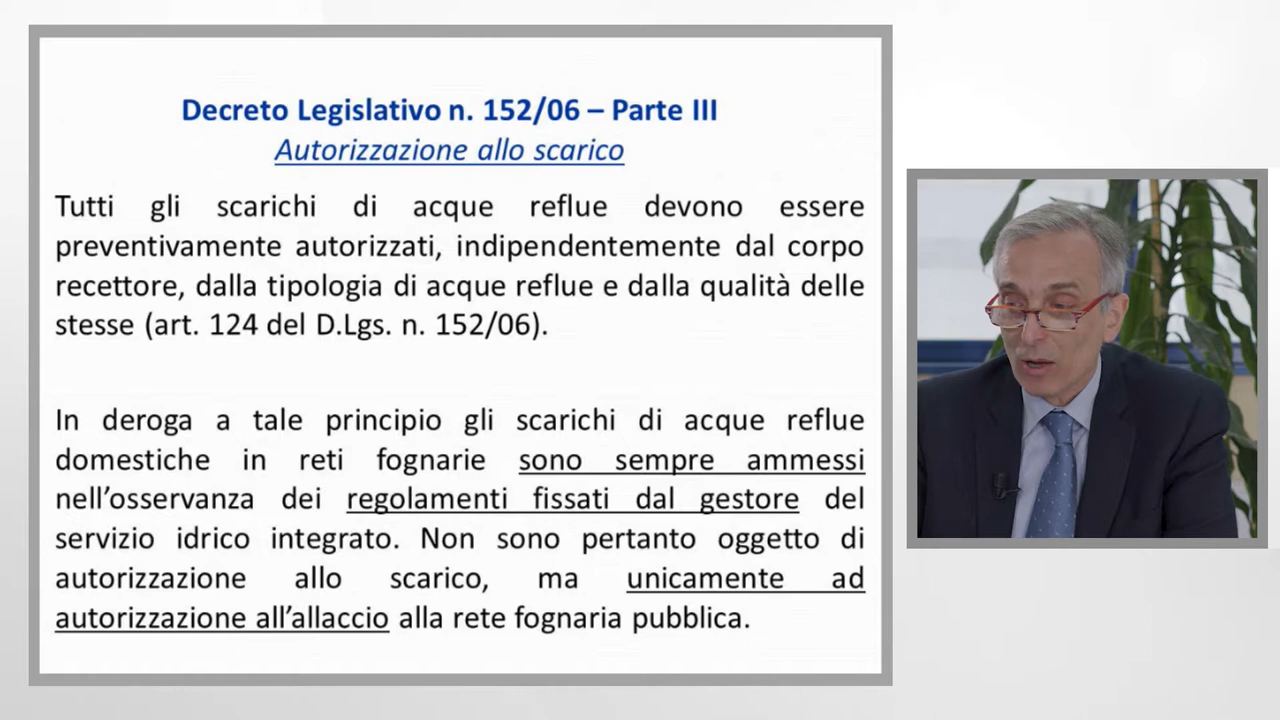 Decreto Legislativo n. 152/06 – Parte III
Autorizzazione allo scarico
Tutti gli scarichi di acque reflue devono essere
preventivamente autorizzati, indipendentemente dal corpo
recettore, dalla tipologia di acque reflue e dalla qualità delle
stesse (art. 124 del D.Lgs. n. 152/06).
In deroga a tale principio gli scarichi di acque reflue
domestiche in reti fognarie sono sempre ammessi
nell’osservanza dei regolamenti fissati dal gestore del
servizio idrico integrato. Non sono pertanto oggetto di
autorizzazione allo scarico, ma unicamente ad
autorizzazione all’allaccio alla rete fognaria pubblica.